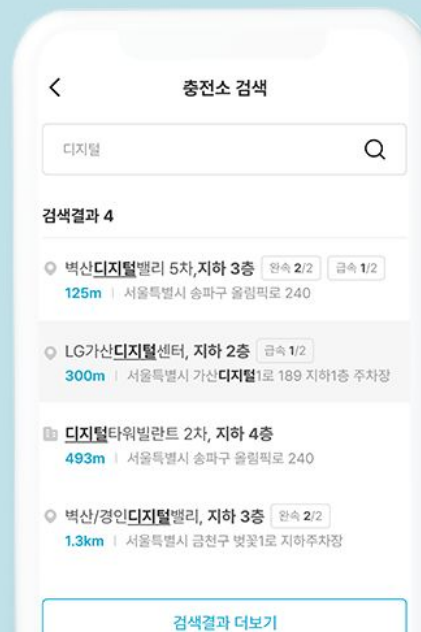 충전소 검색
디지털
검색결과 4
벽산디지털밸리 5차,지하 3층 완속 2/2 급속 1/2
125m | 서울특별시 송파구 올림픽로 240
LG가산디지털센터, 지하 2층 급속 1/2
300m | 서울특별시 가산디지털1로 189 지하1층 주차장
디지털타워빌란트 2차, 지하 4층
493m | 서울특별시 송파구 올림픽로 240
벽산/경인디지털밸리, 지하 3층 완속 2/2
1.3km | 서울특별시 금천구 벚꽃1로 지하주차장
검색결과 더보기